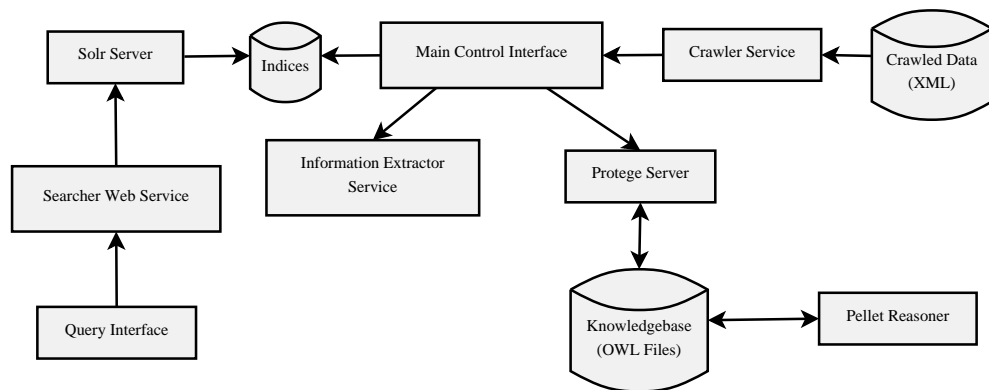 Solr Server
Indices
Main Control Interface
Crawler Service
Crawled Data
(XML)
Information Extractor
Service
Protege Server
Searcher Web Service
Query Interface
Knowledgebase
(OWL Files)
Pellet Reasoner